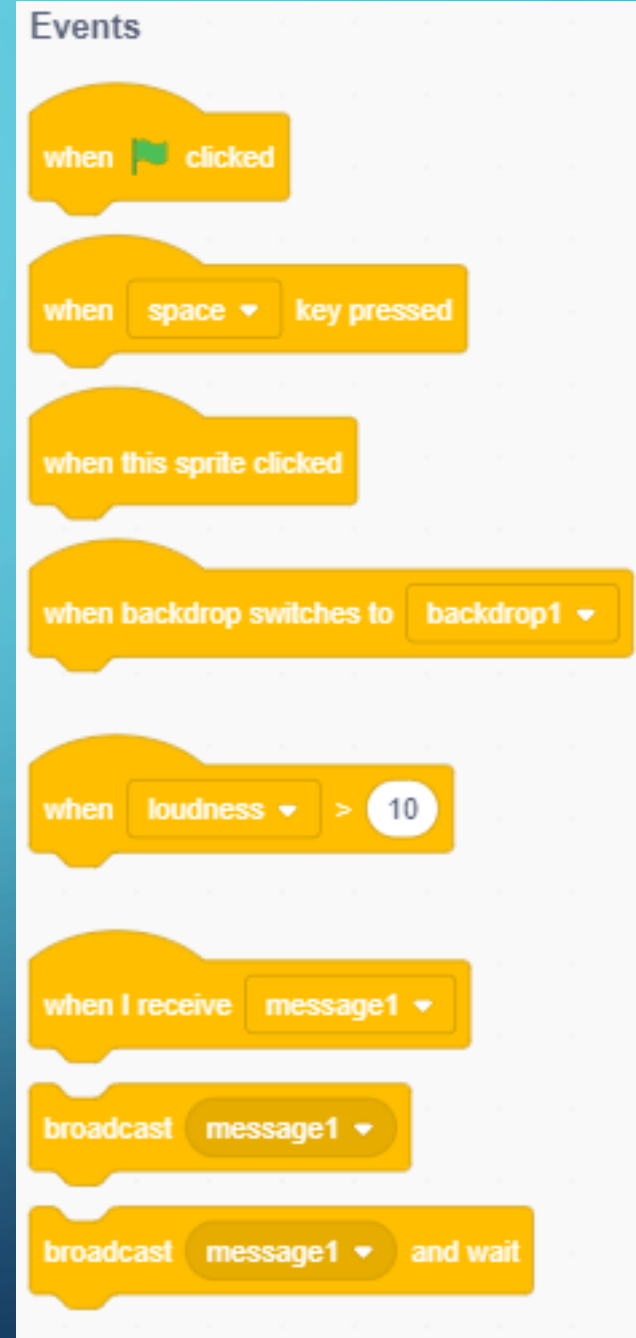 Events
when clicked
when space key pressed
when this sprite clicked
when backdrop switches to backdrop1
when loudness > 10
when I receive message1
broadcast message1
broadcast message1 and wait